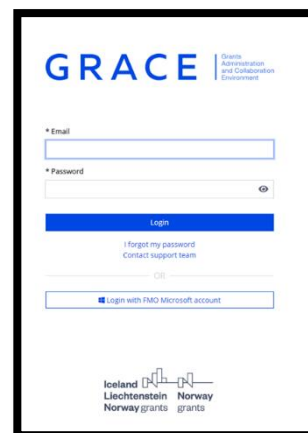 GRACE
Grants
Administration
and Collaboration
Environment
* Email
* Password
Login
I forgot my password
Contact support team
OR
Login with FMO Microsoft account
Iceland
Liechtenstein Norway
Norway grants grants